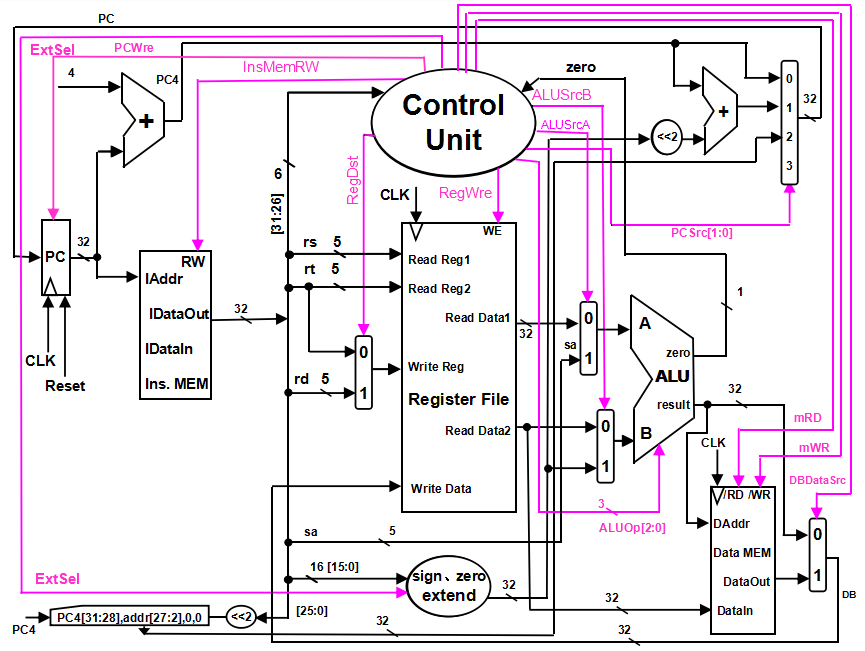 PC
ExtSel
PCWre
InsMemRW
4
PC4
+
Control
Unit
zero
ALUSrcB
ALUSrcA
<<2
+
0
1
2
3
32
6
[31:26]
RegDst
CLK
RegWre
PCSrc[1:0]
PC
32
CLK
Reset
RW
IAddr
IDataOut
IDataIn
Ins. MEM
32
rs 5
rt 5
rd 5
0
1
WE
Read Reg1
Read Reg2
Read Data1
Write Reg
Register File
Read Data2
Write Data
32
sa
0
1
0
1
A
zero
ALU
result
B
1
32
3
ALUOp[2:0]
mRD
mWR
DBDataSrc
CLK
/RD /WR
DAddr
Data MEM
DataOut
DataIn
0
1
DB
sa
5
16 [15:0]
ExtSel
sign、zero
extend
32
32
[25:0]
PC4
PC4[31:28],addr[27:2],0,0
<<2
32
32